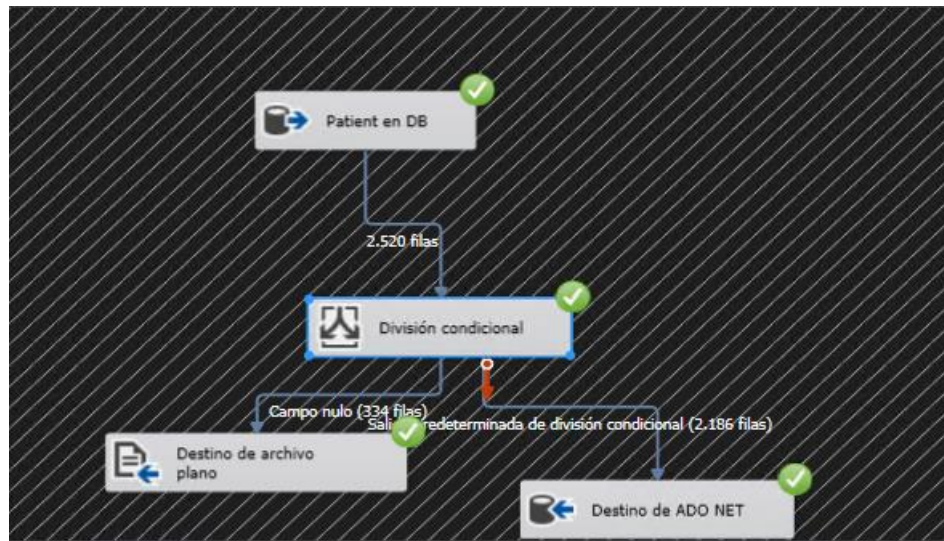 Patient en DB
2.520 filas
División condicional
Campo nulo (334 filas)
redeterminada de división condicional (2.186 filas)
Destino de archivo
plano
Destino de ADO NET